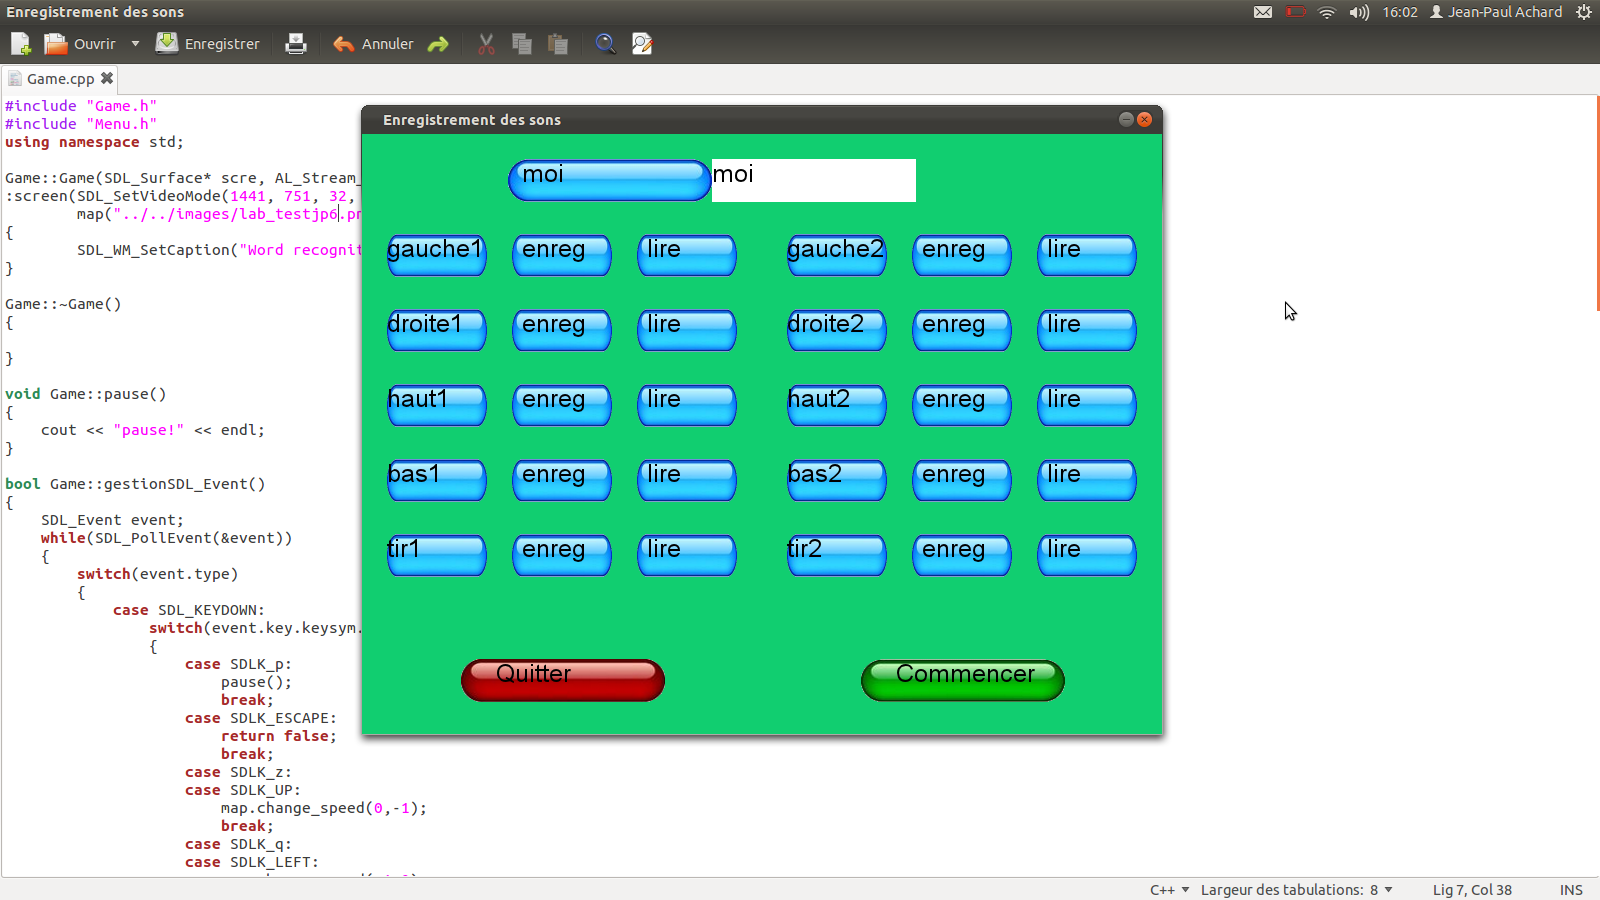 Enregistrement des sons
16:02 Jean-Paul Achard
Ouvrir Enregistrer Annuler
Game.cpp
#include "Game.h"
#include "Menu.h"
using namespace std;
Game::Game(SDL_Surface* scre, AL_Stream_
:screen(SDL_SetVideoMode(1441, 751, 32,
map("../../images/lab_testjp6.pn
{
SDL_WM_SetCaption("Word recognit
}
Game::~Game()
{
}
void Game::pause()
{
cout << "pause!" << endl;
}
bool Game::gestionSDL_Event()
{
SDL_Event event;
while(SDL_PollEvent(&event))
{
switch(event.type)
{
case SDL_KEYDOWN:
switch(event.key.keysym.
{
case SDLK_p:
pause();
break;
case SDLK_ESCAPE:
return false;
break;
case SDLK_z:
case SDLK_UP:
map.change_speed(0,-1);
break;
case SDLK_q:
case SDLK_LEFT:
Enregistrement des sons
moi moi
gauche1 enreg lire gauche2 enreg lire
droite1 enreg lire droite2 enreg lire
haut1 enreg lire haut2 enreg lire
bas1 enreg lire bas2 enreg lire
tir1 enreg lire tir2 enreg lire
Quitter Commencer
C++ Largeur des tabulations: 8 Lig 7, Col 38 INS